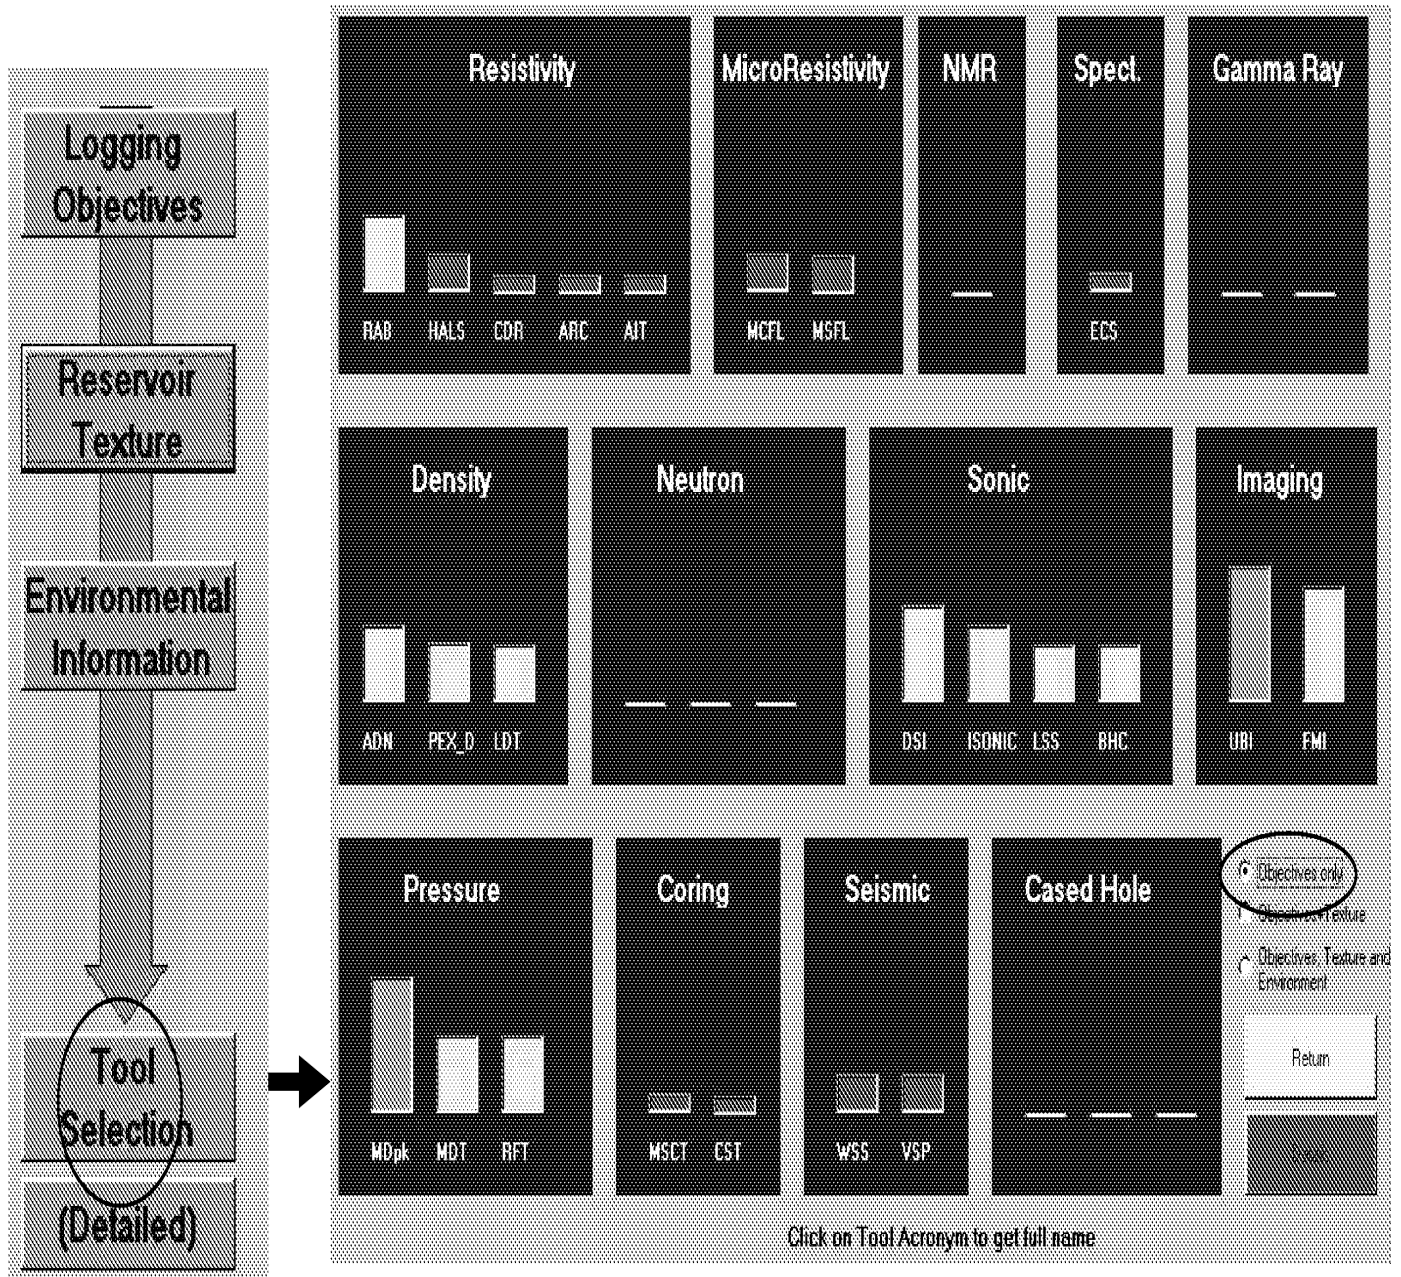 Logging
Objectives
Reservoir
Texture
Environmental
Information
Tool
Selection
(Detailed)
Resistivity
RAB HALS CDR ARC AIT
MicroResistivity
MCFL MSFL
NMR
Spect.
ECS
Gamma Ray
Density
ADN PEX_D LDT
Neutron
Sonic
DSI ISONIC LSS BHC
Imaging
UBI FMI
Pressure
MDpk MDT RFT
Coring
MSCT CST
Seismic
WSS VSP
Cased Hole
Objectives only
Objectives+Texture
Objectives, Texture and
Environment
Return
Click on Tool Acronym to get full name